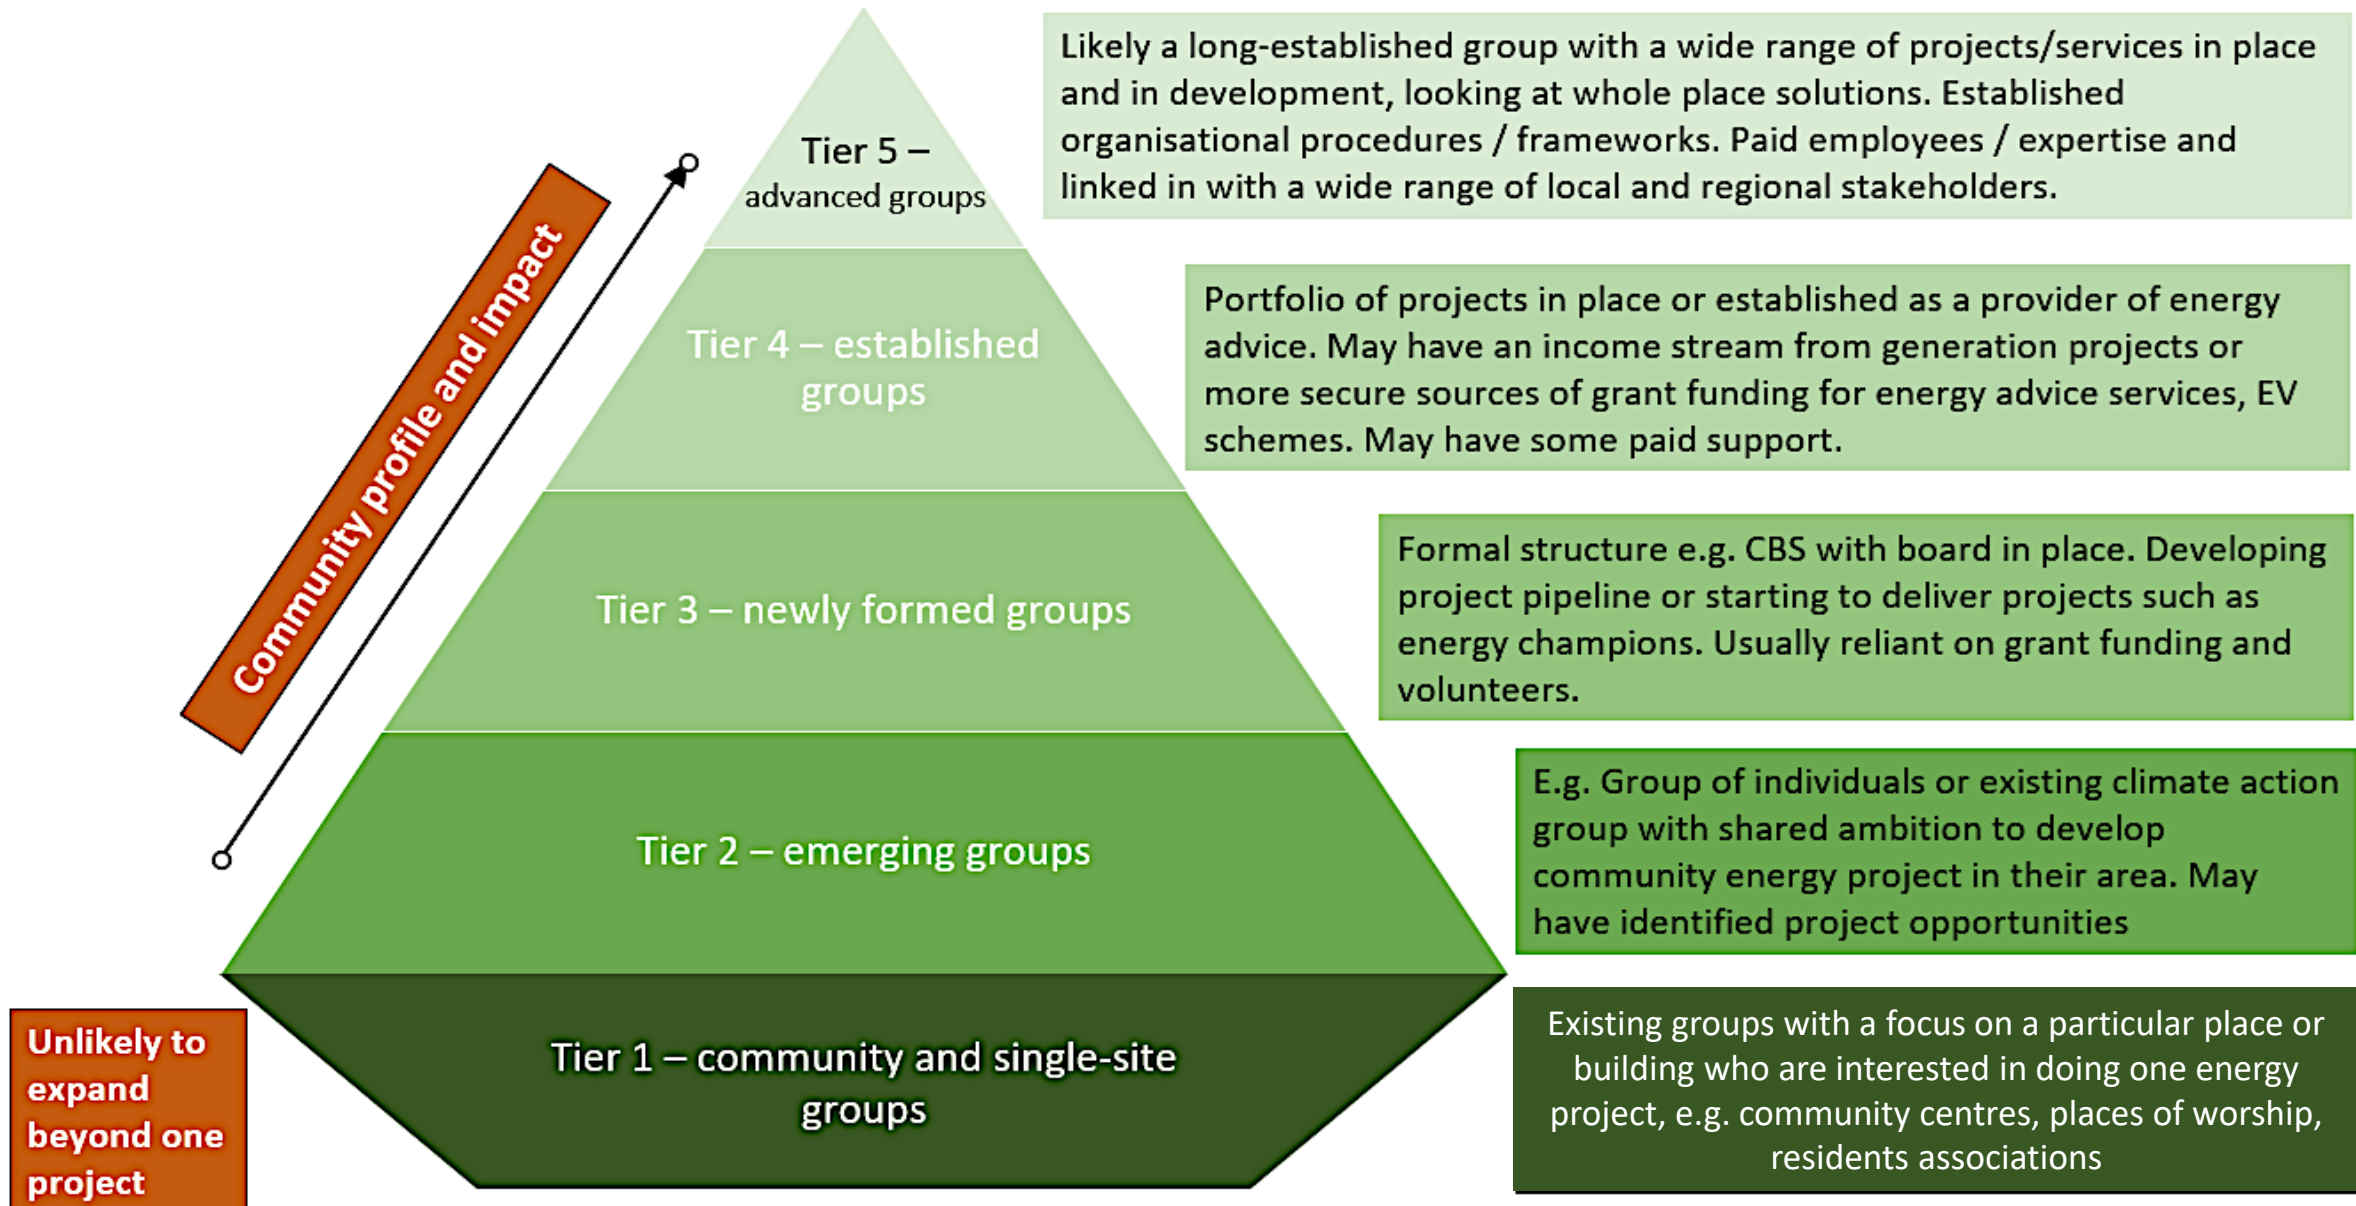 Likely a long-established group with a wide range of projects/services in place
and in development, looking at whole place solutions. Established
organisational procedures / frameworks. Paid employees / expertise and
linked in with a wide range of local and regional stakeholders.
Tier 5 –
advanced groups
Community profile and impact
Portfolio of projects in place or established as a provider of energy
advice. May have an income stream from generation projects or
more secure sources of grant funding for energy advice services, EV
schemes. May have some paid support.
Tier 4 – established
groups
Formal structure e.g. CBS with board in place. Developing
project pipeline or starting to deliver projects such as
energy champions. Usually reliant on grant funding and
volunteers.
Tier 3 – newly formed groups
E.g. Group of individuals or existing climate action
group with shared ambition to develop
community energy project in their area. May
have identified project opportunities
Tier 2 – emerging groups
Existing groups with a focus on a particular place or
building who are interested in doing one energy
project, e.g. community centres, places of worship,
residents associations
Tier 1 – community and single-site
groups
Unlikely to
expand
beyond one
project